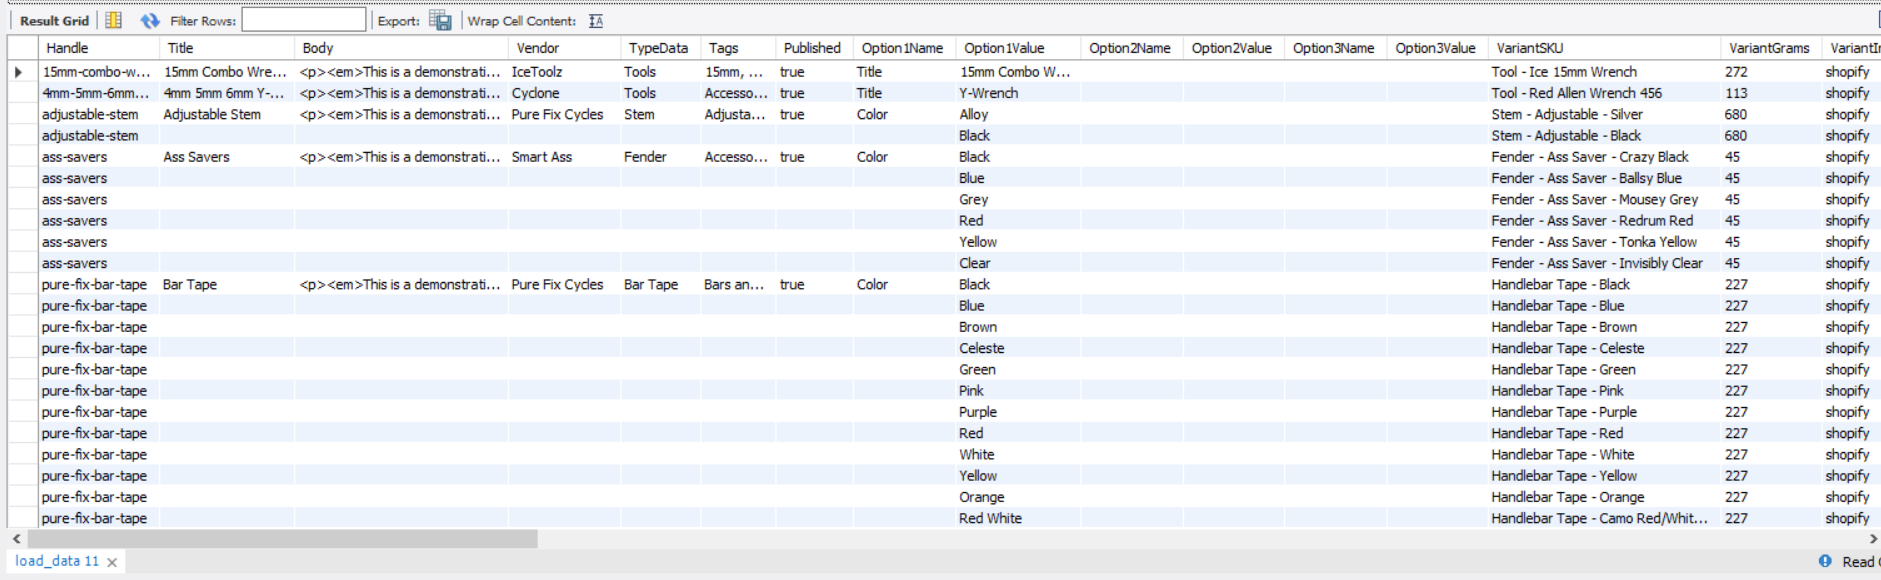 Result Grid Filter Rows: Export: Wrap Cell Content:
Handle Title Body Vendor TypeData Tags Published Option1Name Option1Value Option2Name Option2Value Option3Name Option3Value VariantSKU VariantGrams VariantIn
15mm-combo-w... 15mm Combo Wre... <p><em>This is a demonstrati... IceToolz Tools 15mm, ... true Title 15mm Combo W... Tool - Ice 15mm Wrench 272 shopify
4mm-5mm-6mm... 4mm 5mm 6mm Y-... <p><em>This is a demonstrati... Cyclone Tools Accesso... true Title Y-Wrench Tool - Red Allen Wrench 456 113 shopify
adjustable-stem Adjustable Stem <p><em>This is a demonstrati... Pure Fix Cycles Stem Adjusta... true Color Alloy Stem - Adjustable - Silver 680 shopify
adjustable-stem Black Stem - Adjustable - Black 680 shopify
ass-savers Ass Savers <p><em>This is a demonstrati... Smart Ass Fender Accesso... true Color Black Fender - Ass Saver - Crazy Black 45 shopify
ass-savers Blue Fender - Ass Saver - Ballsy Blue 45 shopify
ass-savers Grey Fender - Ass Saver - Mousey Grey 45 shopify
ass-savers Red Fender - Ass Saver - Redrum Red 45 shopify
ass-savers Yellow Fender - Ass Saver - Tonka Yellow 45 shopify
ass-savers Clear Fender - Ass Saver - Invisibly Clear 45 shopify
pure-fix-bar-tape Bar Tape <p><em>This is a demonstrati... Pure Fix Cycles Bar Tape Bars an... true Color Black Handlebar Tape - Black 227 shopify
pure-fix-bar-tape Blue Handlebar Tape - Blue 227 shopify
pure-fix-bar-tape Brown Handlebar Tape - Brown 227 shopify
pure-fix-bar-tape Celeste Handlebar Tape - Celeste 227 shopify
pure-fix-bar-tape Green Handlebar Tape - Green 227 shopify
pure-fix-bar-tape Pink Handlebar Tape - Pink 227 shopify
pure-fix-bar-tape Purple Handlebar Tape - Purple 227 shopify
pure-fix-bar-tape Red Handlebar Tape - Red 227 shopify
pure-fix-bar-tape White Handlebar Tape - White 227 shopify
pure-fix-bar-tape Yellow Handlebar Tape - Yellow 227 shopify
pure-fix-bar-tape Orange Handlebar Tape - Orange 227 shopify
pure-fix-bar-tape Red White Handlebar Tape - Camo Red/Whit... 227 shopify
load_data 11 Read